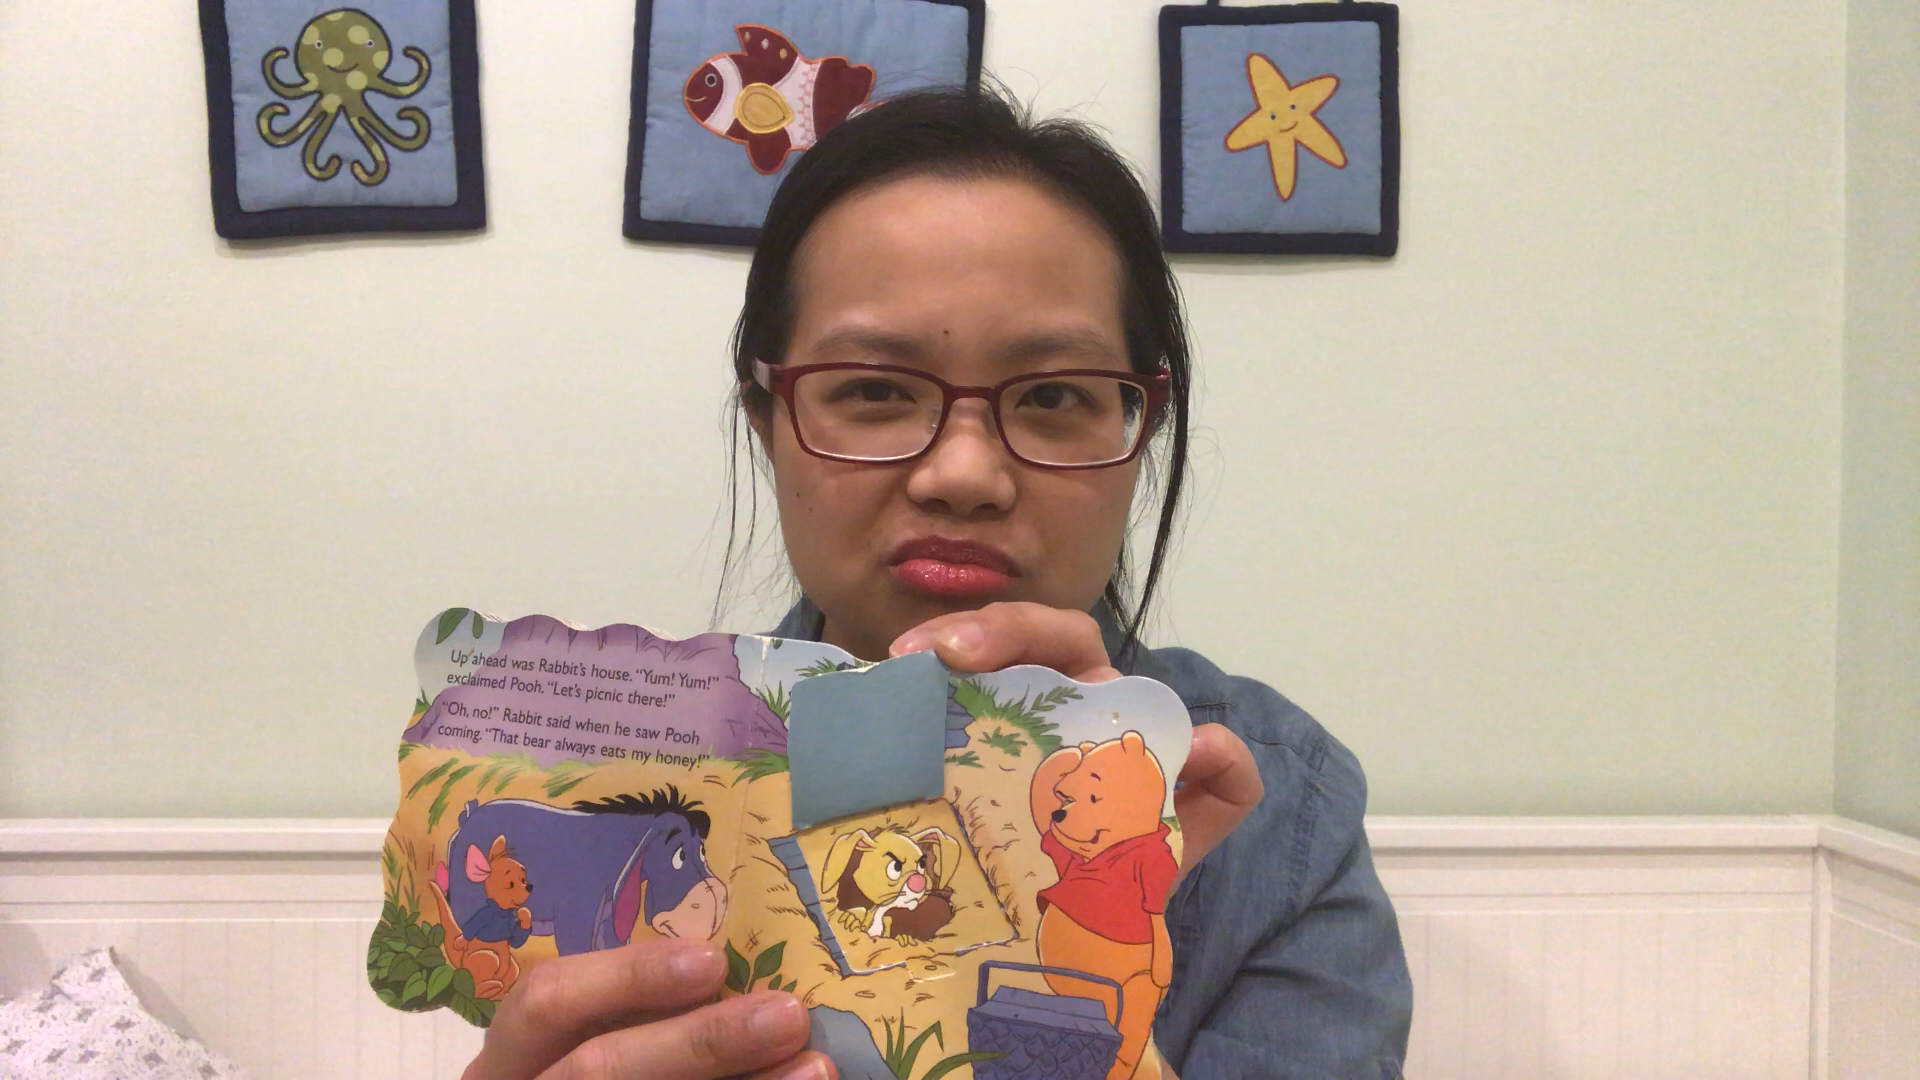 Up ahead was Rabbit's house. "Yum! Yum!"
exclaimed Pooh. "Let's picnic there!"
"Oh, no!" Rabbit said when he saw Pooh
coming. "That bear always eats my honey!"